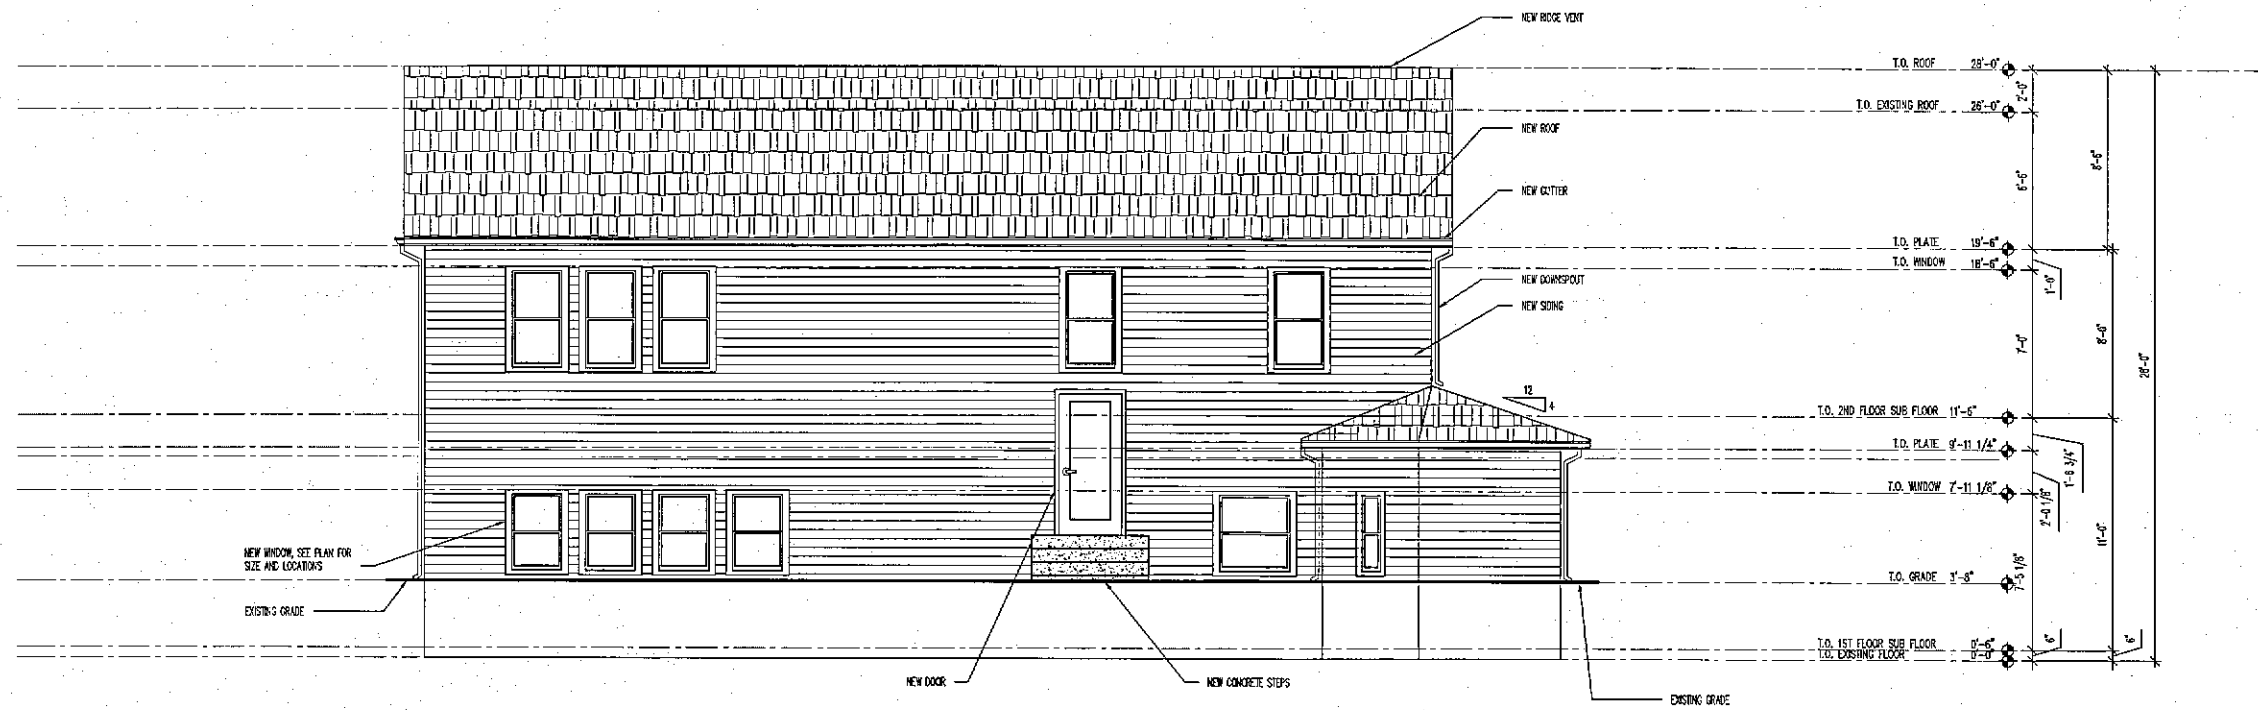 NEW RIDGE VENT
T.O. ROOF 28'-0"
2'-0"
T.O. EXISTING ROOF 26'-0"
NEW ROOF
8'-6"
6'-6"
NEW GUTTER
T.O. PLATE 19'-6"
T.O. WINDOW 18'-6"
1'-0"
NEW DOWNSPOUT
NEW SIDING
7'-0"
8'-0"
28'-0"
12
4
T.O. 2ND FLOOR SUB FLOOR 11'-6"
T.O. PLATE 9'-11 1/4"
1'-6 3/4"
T.O. WINDOW 7'-11 1/8"
2'-0 1/8"
11'-0"
NEW WINDOW, SEE PLAN FOR
SIZE AND LOCATIONS
T.O. GRADE 3'-8"
7'-5 1/8"
EXISTING GRADE
T.O. 1ST FLOOR SUB FLOOR 0'-6"
6"
6"
T.O. EXISTING FLOOR 0'-0"
NEW DOOR
NEW CONCRETE STEPS
EXISTING GRADE